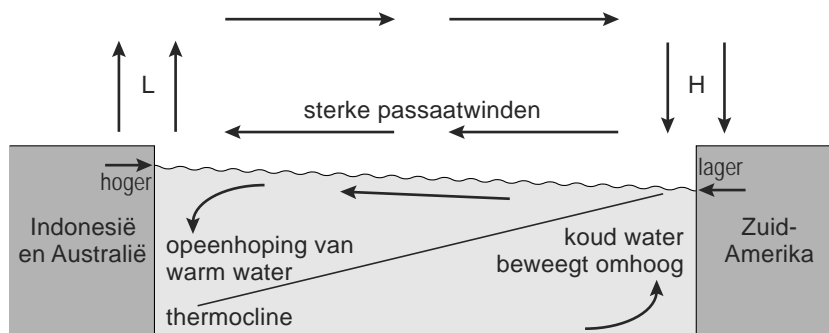 L
H
sterke passaatwinden
hoger
lager
Indonesië
en Australië
opeenhoping van
warm water
koud water
beweegt omhoog
Zuid-
Amerika
thermocline